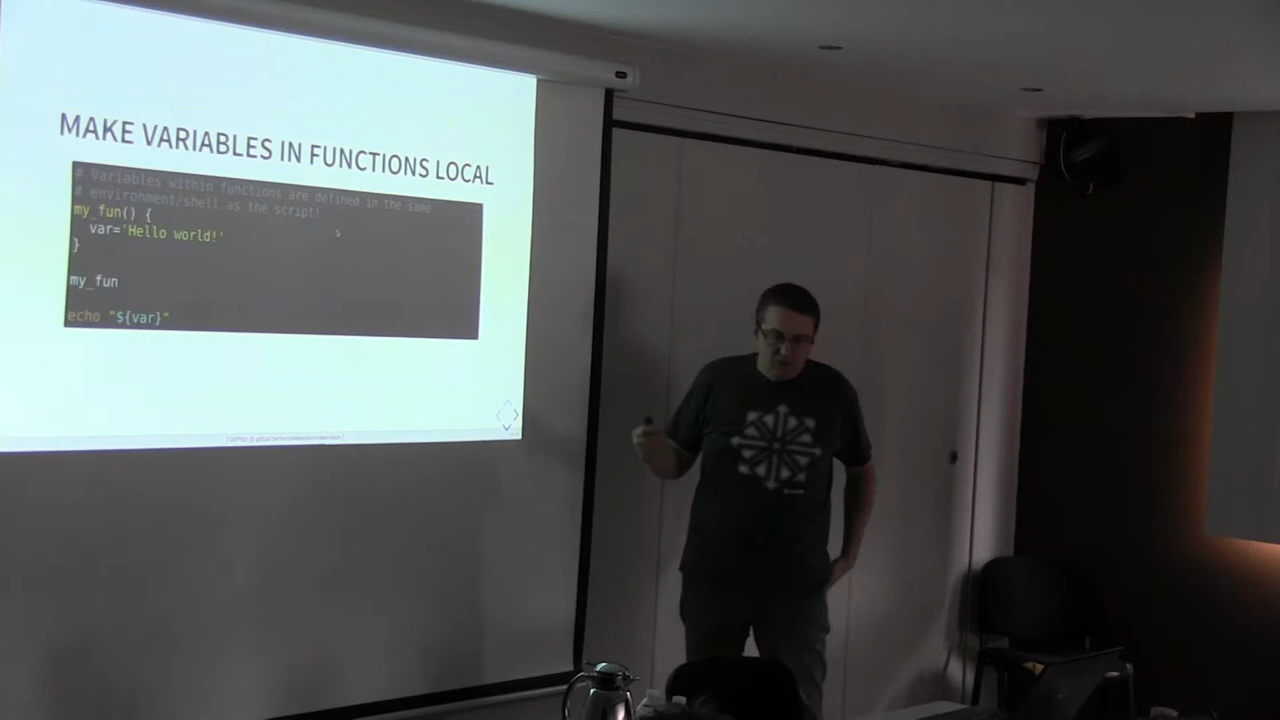 MAKE VARIABLES IN FUNCTIONS LOCAL
# Variables within functions are defined in the same
# environment/shell as the script!
my_fun() {
var='Hello world!'
}
my_fun
echo "${var}"